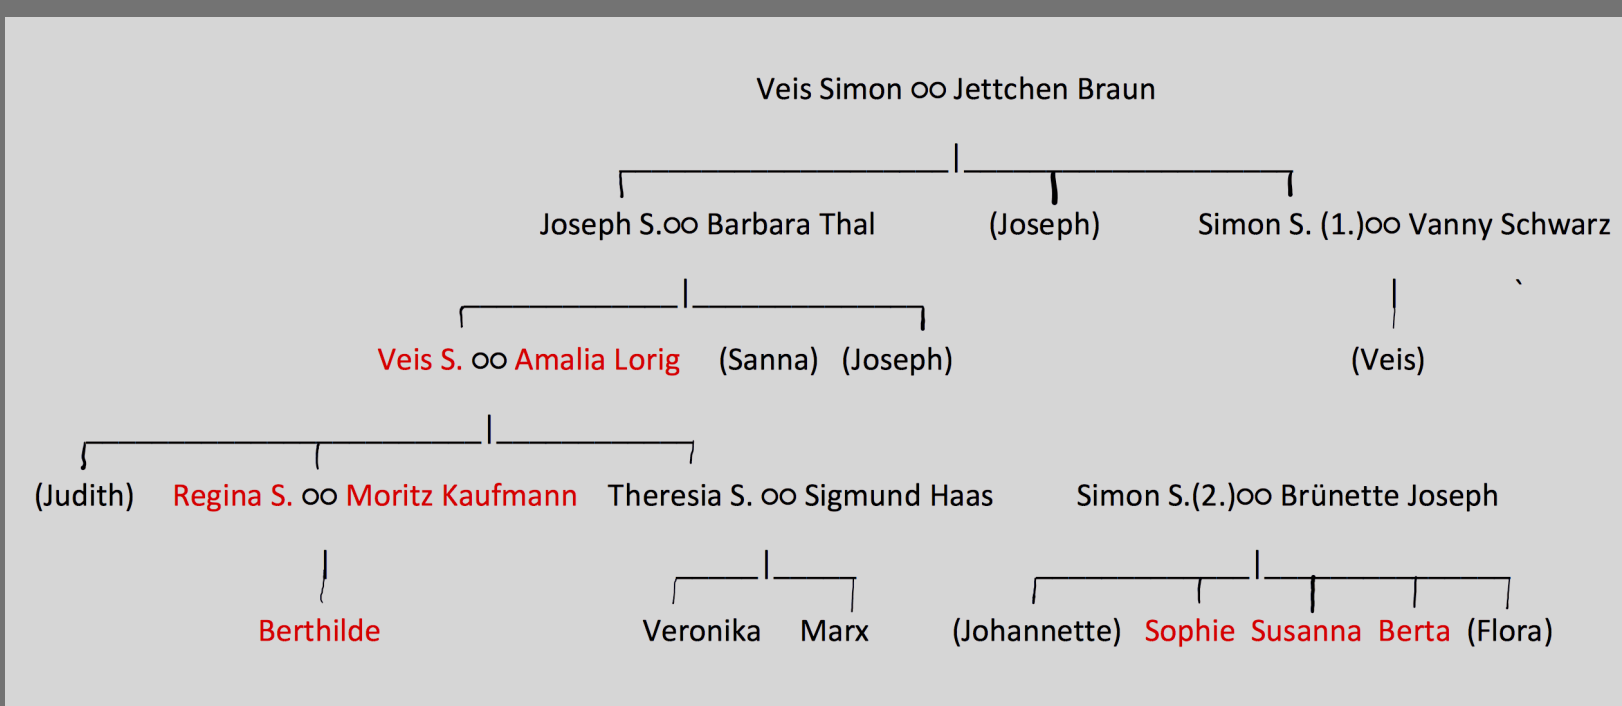 Veis Simon oo Jettchen Braun
Joseph S.oo Barbara Thal (Joseph) Simon S. (1.)oo Vanny Schwarz
Veis S. oo Amalia Lorig (Sanna) (Joseph) (Veis)
(Judith) Regina S. oo Moritz Kaufmann Theresia S. oo Sigmund Haas Simon S.(2.)oo Brünette Joseph
Berthilde Veronika Marx (Johannette) Sophie Susanna Berta (Flora)